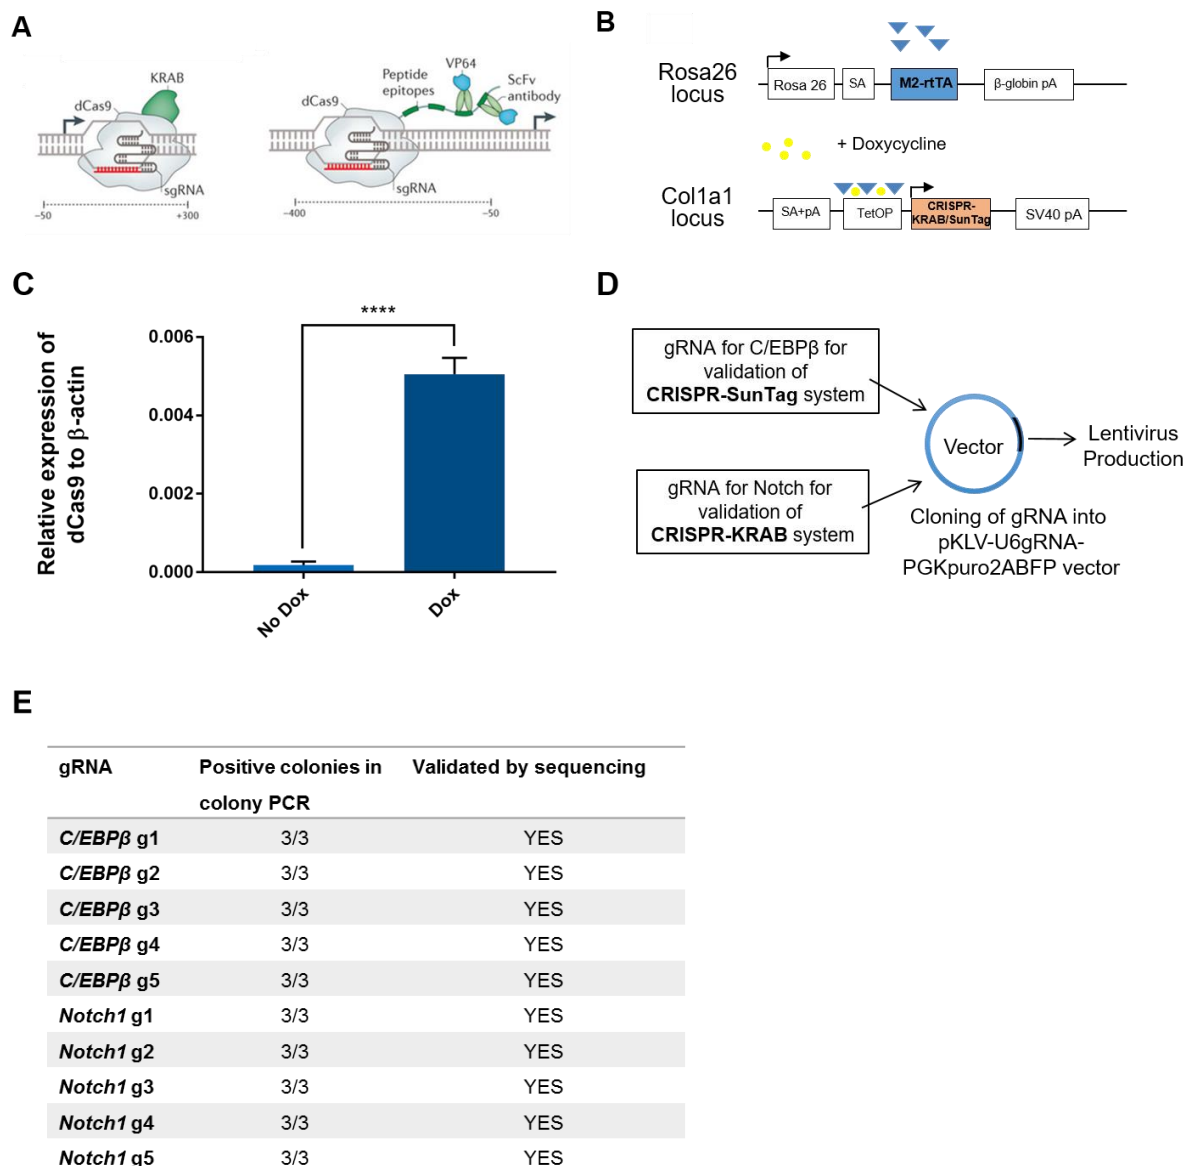 A
KRAB
dCas9
sgRNA
−50
+300
VP64
Peptide
epitopes
ScFv
antibody
dCas9
sgRNA
−400
−50
B
Rosa26
locus
Rosa 26
SA
M2-rtTA
β-globin pA
+ Doxycycline
Col1a1
locus
SA+pA
TetOP
CRISPR-
KRAB/SunTag
SV40 pA
C
Relative expression of
dCas9 to β-actin
****
0.006
0.004
0.002
0.000
No Dox
Dox
D
gRNA for C/EBPβ for
validation of
CRISPR-SunTag system
gRNA for Notch for
validation of
CRISPR-KRAB system
Vector
Lentivirus
Production
Cloning of gRNA into
pKLV-U6gRNA-
PGKpuro2ABFP vector
E
gRNA Positive colonies in Validated by sequencing
colony PCR
C/EBPβ g1 3/3 YES
C/EBPβ g2 3/3 YES
C/EBPβ g3 3/3 YES
C/EBPβ g4 3/3 YES
C/EBPβ g5 3/3 YES
Notch1 g1 3/3 YES
Notch1 g2 3/3 YES
Notch1 g3 3/3 YES
Notch1 g4 3/3 YES
Notch1 g5 3/3 YES